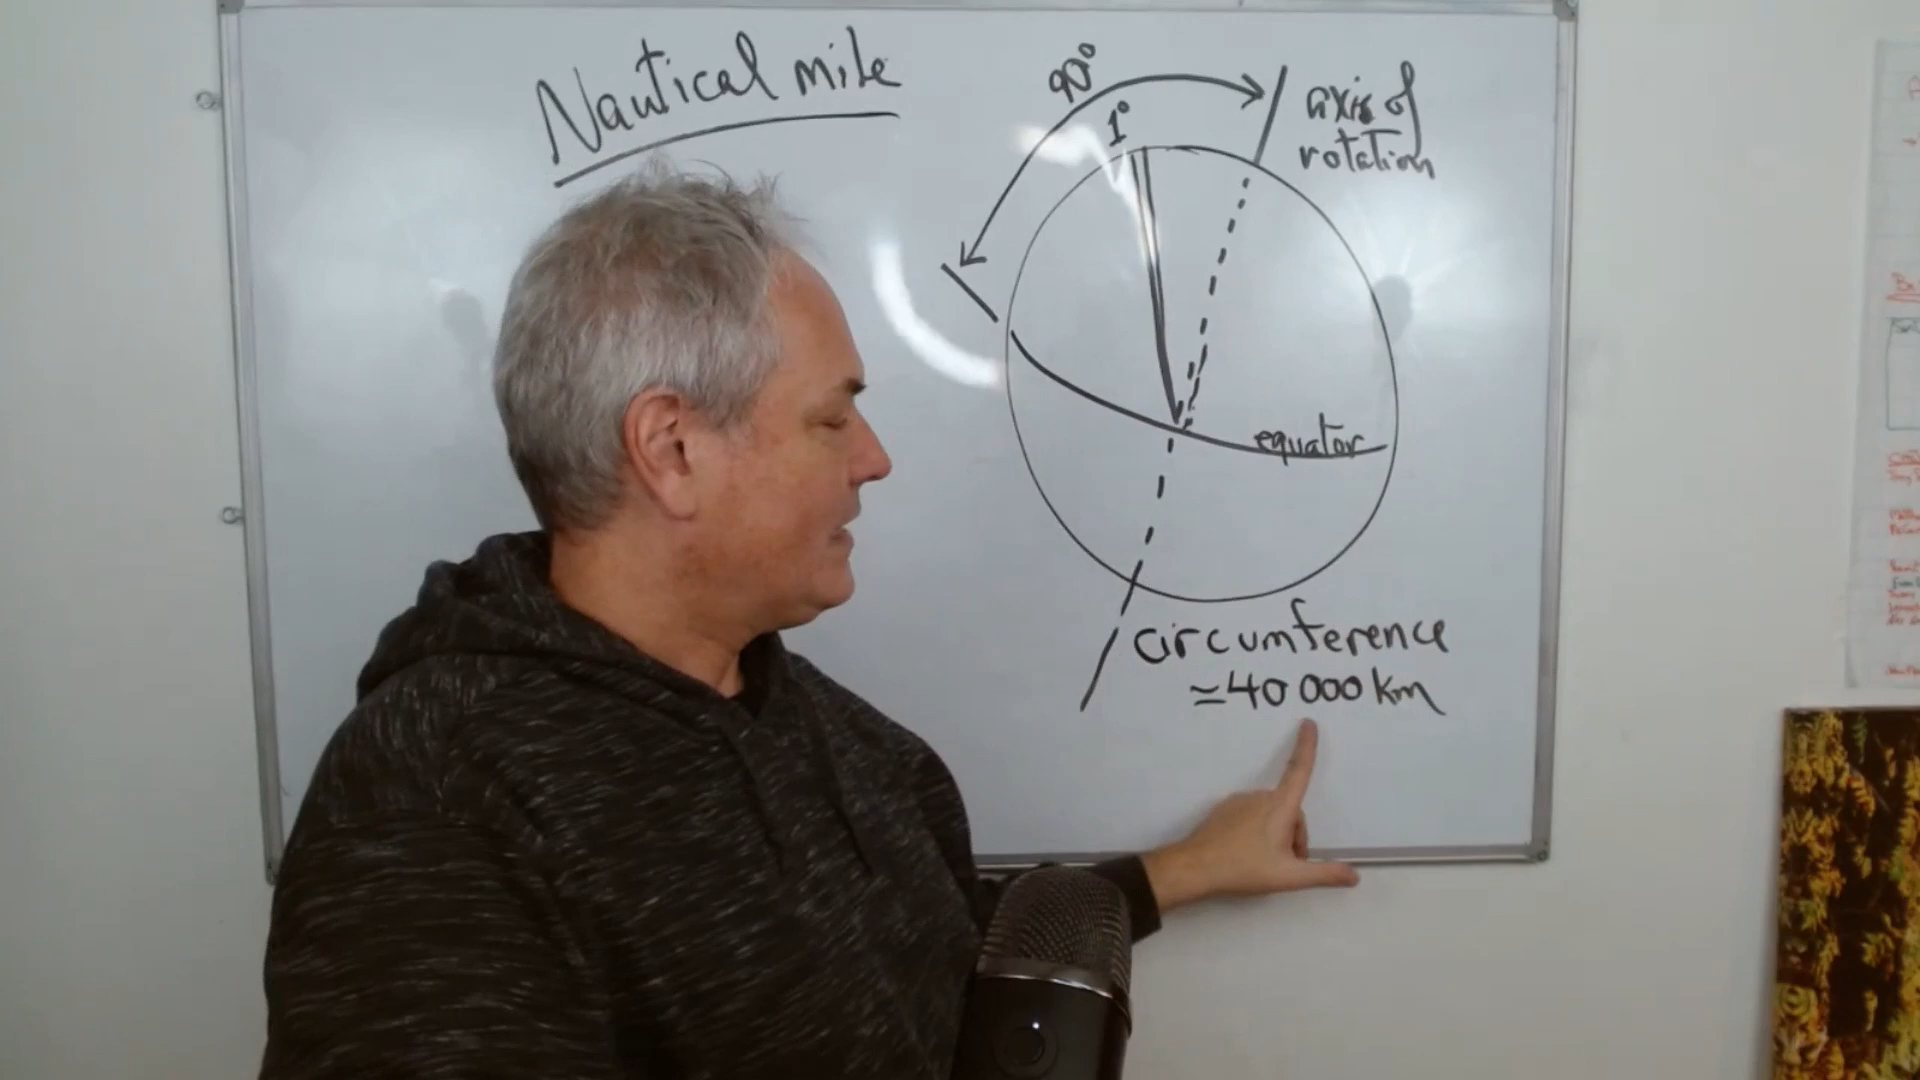 Nautical mile
90°
1°
axis of
rotation
equator
circumference
≃40 000 km